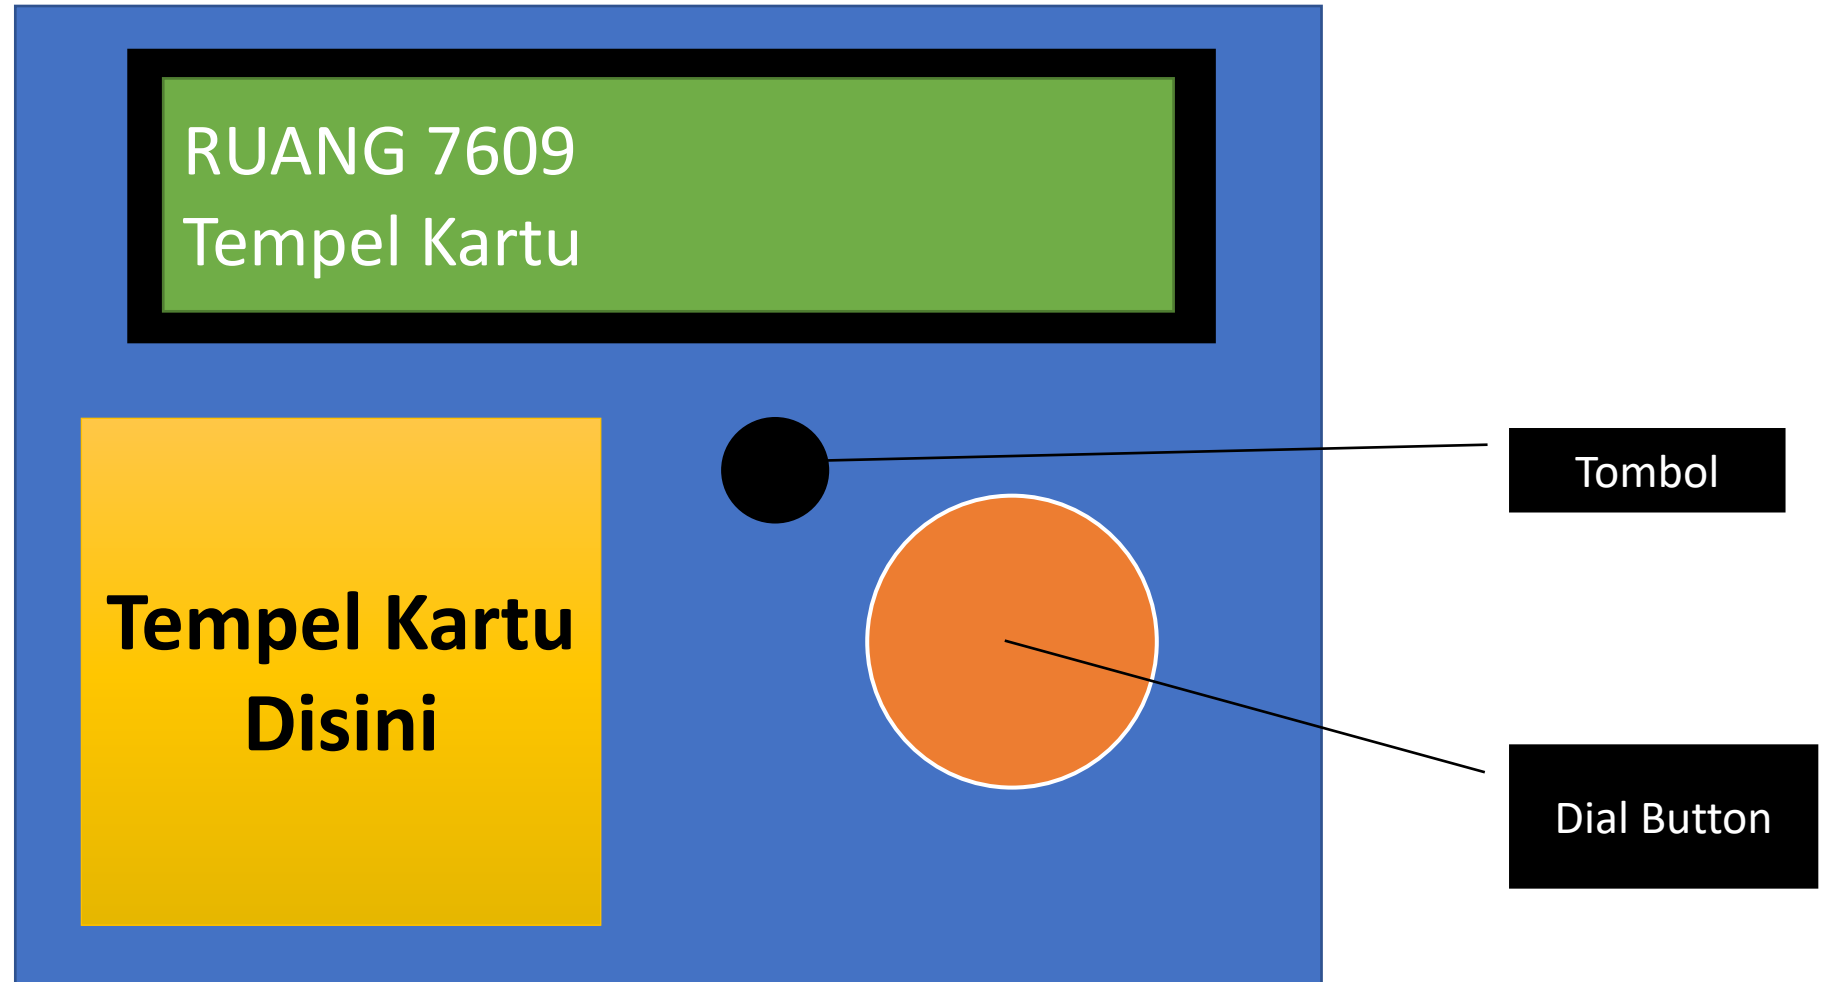 RUANG 7609
Tempel Kartu
Tombol
Tempel Kartu
Disini
Dial Button